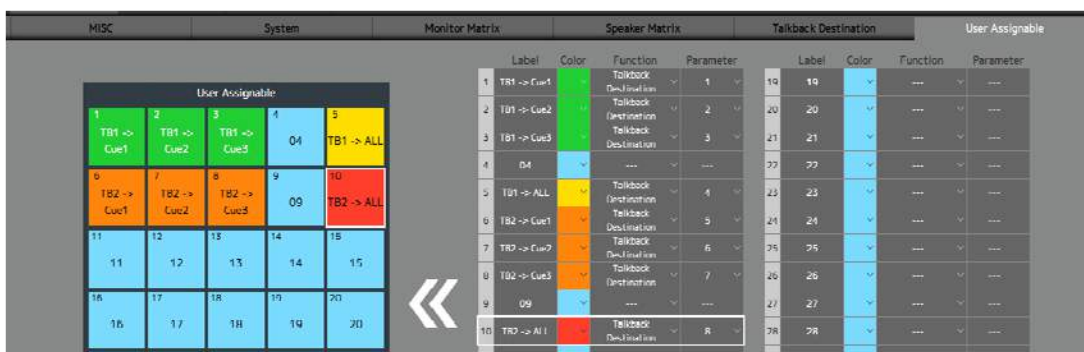 MISC System Monitor Matrix Speaker Matrix Talkback Destination User Assignable
User Assignable
1 2 3 4 5
TB1 -> Cue1 TB1 -> Cue2 TB1 -> Cue3 04 TB1 -> ALL
6 7 8 9 10
TB2 -> Cue1 TB2 -> Cue2 TB2 -> Cue3 09 TB2 -> ALL
11 12 13 14 15
11 12 13 14 15
16 17 18 19 20
16 17 18 19 20
Label Color Function Parameter
1 TB1 -> Cue1 Talkback Destination 1
2 TB1 -> Cue2 Talkback Destination 2
3 TB1 -> Cue3 Talkback Destination 3
4 04 --- ---
5 TB1 -> ALL Talkback Destination 4
6 TB2 -> Cue1 Talkback Destination 5
7 TB2 -> Cue2 Talkback Destination 6
8 TB2 -> Cue3 Talkback Destination 7
9 09 --- ---
10 TB2 -> ALL Talkback Destination 8
Label Color Function Parameter
19 19 --- ---
20 20 --- ---
21 21 --- ---
22 22 --- ---
23 23 --- ---
24 24 --- ---
25 25 --- ---
26 26 --- ---
27 27 --- ---
28 28 --- ---